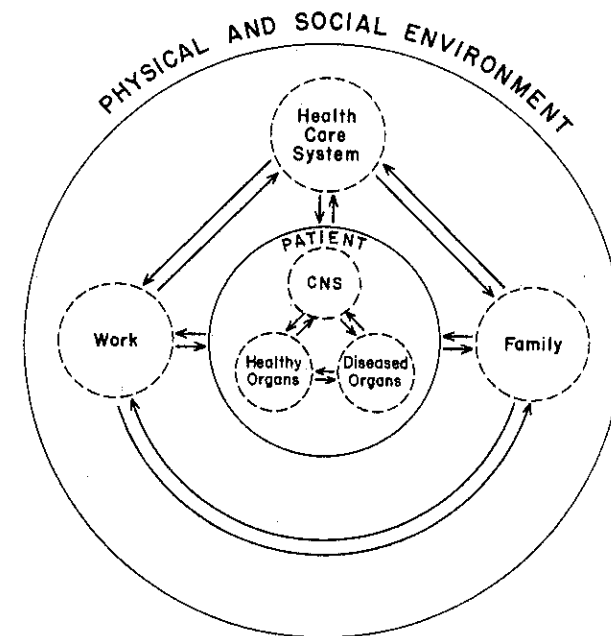 PHYSICAL AND SOCIAL ENVIRONMENT
Health
Care
System
PATIENT
CNS
Work
Healthy
Organs
Diseased
Organs
Family